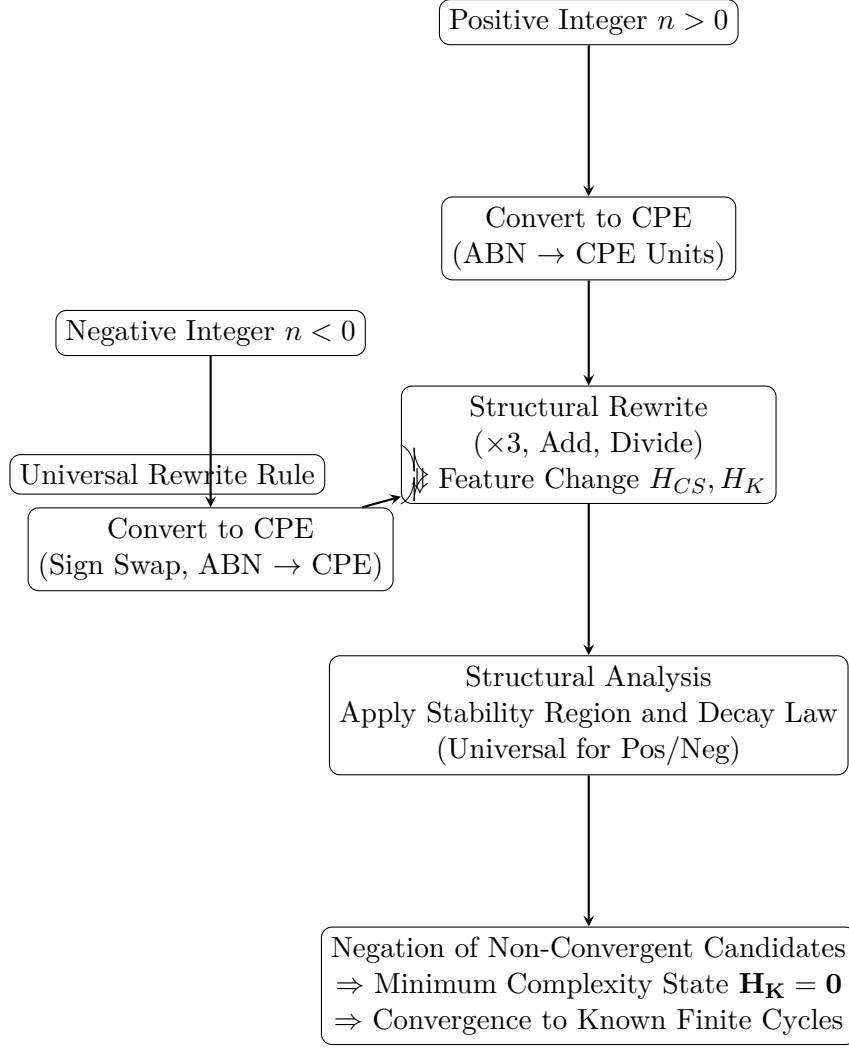 Positive Integer n > 0
Convert to CPE
(ABN → CPE Units)
Negative Integer n < 0
Structural Rewrite
(×3, Add, Divide)
Feature Change H_{CS}, H_K
Universal Rewrite Rule
Convert to CPE
(Sign Swap, ABN → CPE)
Structural Analysis
Apply Stability Region and Decay Law
(Universal for Pos/Neg)
Negation of Non-Convergent Candidates
⇒ Minimum Complexity State H_K = 0
⇒ Convergence to Known Finite Cycles